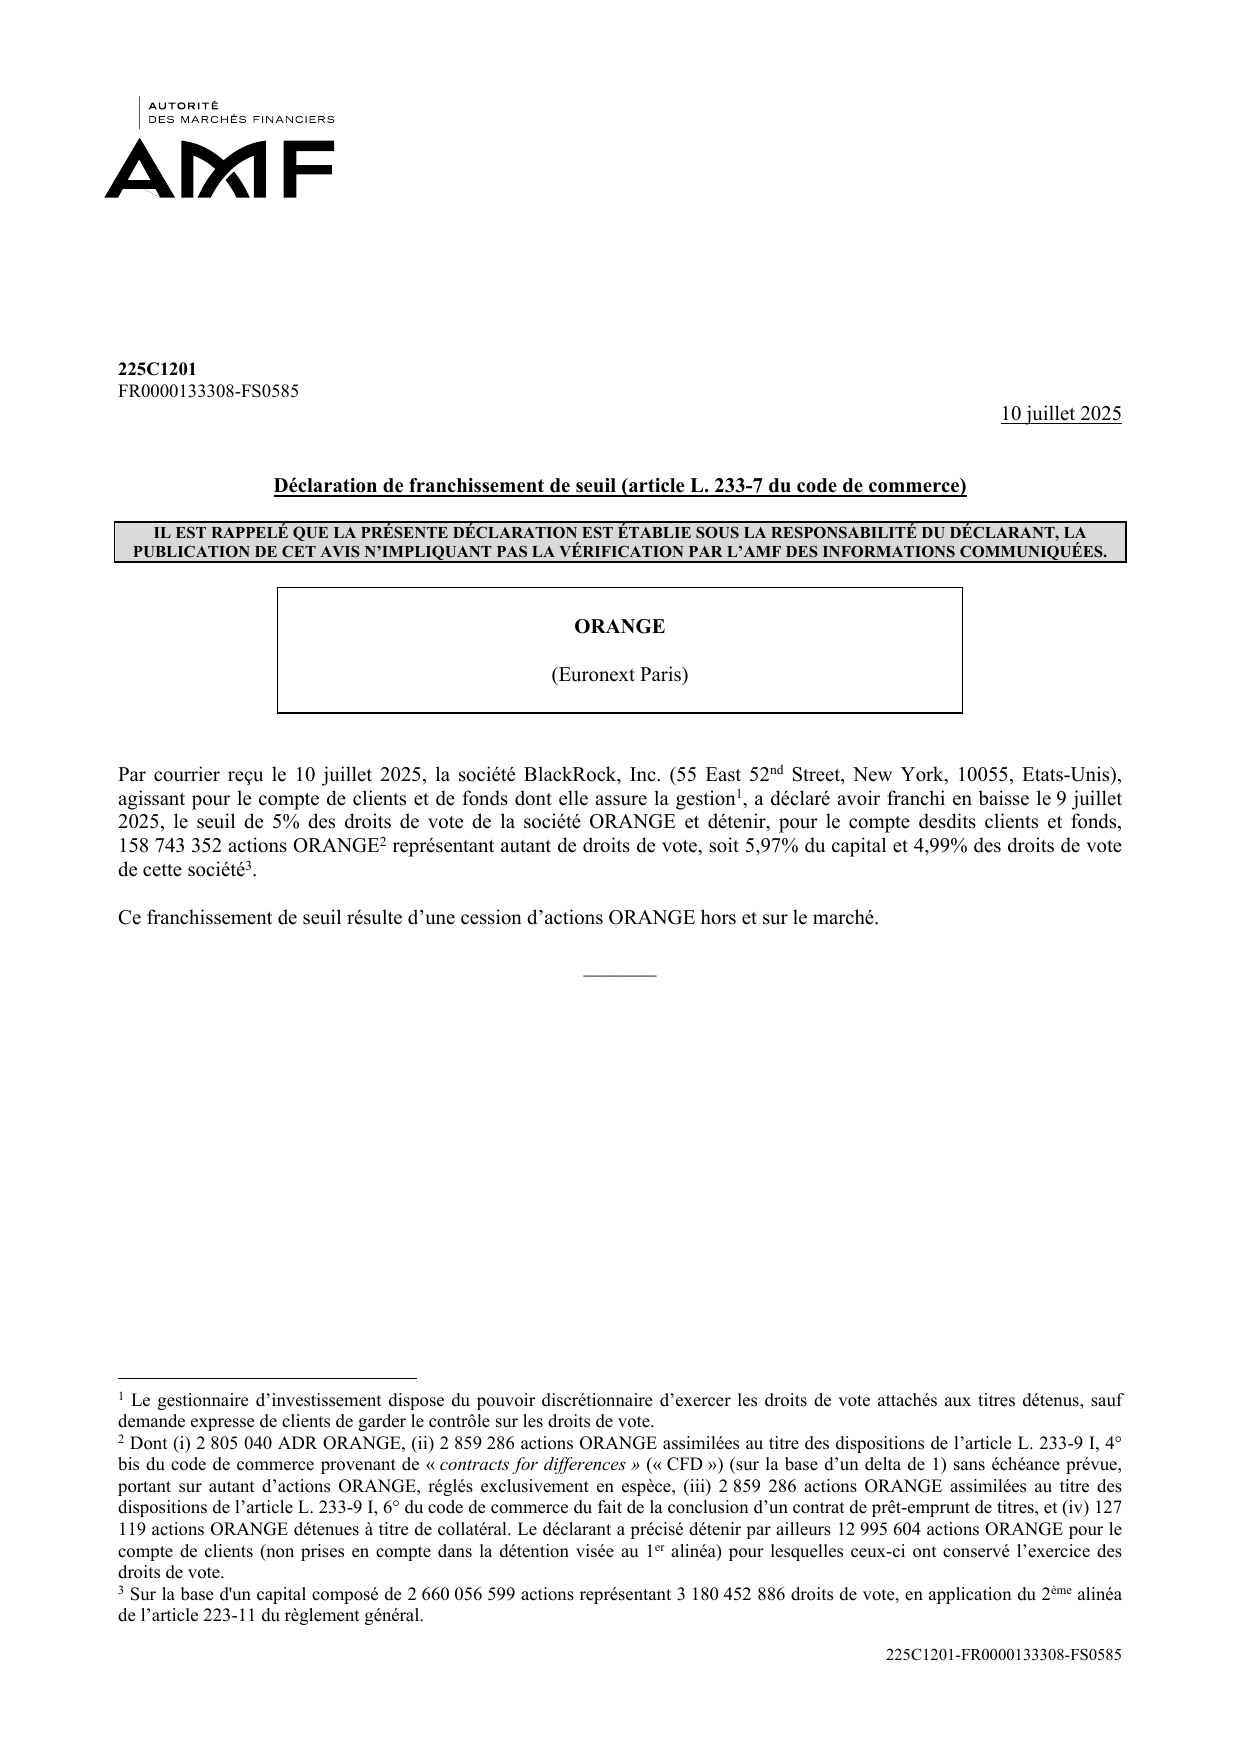 AUTORITÉ
DES MARCHÉS FINANCIERS
AMF
225C1201
FR0000133308-FS0585
10 juillet 2025
Déclaration de franchissement de seuil (article L. 233-7 du code de commerce)
IL EST RAPPELÉ QUE LA PRÉSENTE DÉCLARATION EST ÉTABLIE SOUS LA RESPONSABILITÉ DU DÉCLARANT, LA
PUBLICATION DE CET AVIS N’IMPLIQUANT PAS LA VÉRIFICATION PAR L’AMF DES INFORMATIONS COMMUNIQUÉES.
ORANGE
(Euronext Paris)
Par courrier reçu le 10 juillet 2025, la société BlackRock, Inc. (55 East 52nd Street, New York, 10055, Etats-Unis),
agissant pour le compte de clients et de fonds dont elle assure la gestion1, a déclaré avoir franchi en baisse le 9 juillet
2025, le seuil de 5% des droits de vote de la société ORANGE et détenir, pour le compte desdits clients et fonds,
158 743 352 actions ORANGE2 représentant autant de droits de vote, soit 5,97% du capital et 4,99% des droits de vote
de cette société3.
Ce franchissement de seuil résulte d’une cession d’actions ORANGE hors et sur le marché.
_______
1 Le gestionnaire d’investissement dispose du pouvoir discrétionnaire d’exercer les droits de vote attachés aux titres détenus, sauf
demande expresse de clients de garder le contrôle sur les droits de vote.
2 Dont (i) 2 805 040 ADR ORANGE, (ii) 2 859 286 actions ORANGE assimilées au titre des dispositions de l’article L. 233-9 I, 4°
bis du code de commerce provenant de « contracts for differences » (« CFD ») (sur la base d’un delta de 1) sans échéance prévue,
portant sur autant d’actions ORANGE, réglés exclusivement en espèce, (iii) 2 859 286 actions ORANGE assimilées au titre des
dispositions de l’article L. 233-9 I, 6° du code de commerce du fait de la conclusion d’un contrat de prêt-emprunt de titres, et (iv) 127
119 actions ORANGE détenues à titre de collatéral. Le déclarant a précisé détenir par ailleurs 12 995 604 actions ORANGE pour le
compte de clients (non prises en compte dans la détention visée au 1er alinéa) pour lesquelles ceux-ci ont conservé l’exercice des
droits de vote.
3 Sur la base d'un capital composé de 2 660 056 599 actions représentant 3 180 452 886 droits de vote, en application du 2ème alinéa
de l’article 223-11 du règlement général.
225C1201-FR0000133308-FS0585